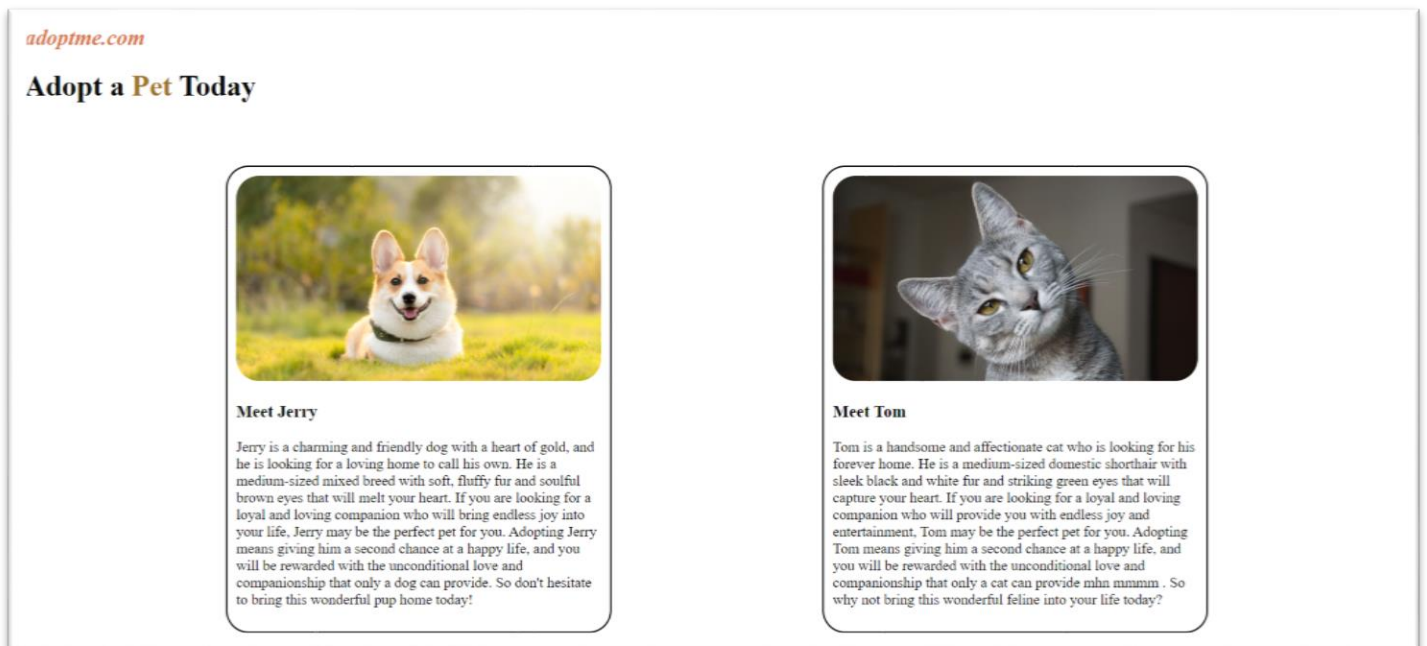 adoptme.com
Adopt a Pet Today
Meet Jerry
Jerry is a charming and friendly dog with a heart of gold, and
he is looking for a loving home to call his own. He is a
medium-sized mixed breed with soft, fluffy fur and soulful
brown eyes that will melt your heart. If you are looking for a
loyal and loving companion who will bring endless joy into
your life, Jerry may be the perfect pet for you. Adopting Jerry
means giving him a second chance at a happy life, and you
will be rewarded with the unconditional love and
companionship that only a dog can provide. So don't hesitate
to bring this wonderful pup home today!
Meet Tom
Tom is a handsome and affectionate cat who is looking for his
forever home. He is a medium-sized domestic shorthair with
sleek black and white fur and striking green eyes that will
capture your heart. If you are looking for a loyal and loving
companion who will provide you with endless joy and
entertainment, Tom may be the perfect pet for you. Adopting
Tom means giving him a second chance at a happy life, and
you will be rewarded with the unconditional love and
companionship that only a cat can provide mhn mmmm . So
why not bring this wonderful feline into your life today?